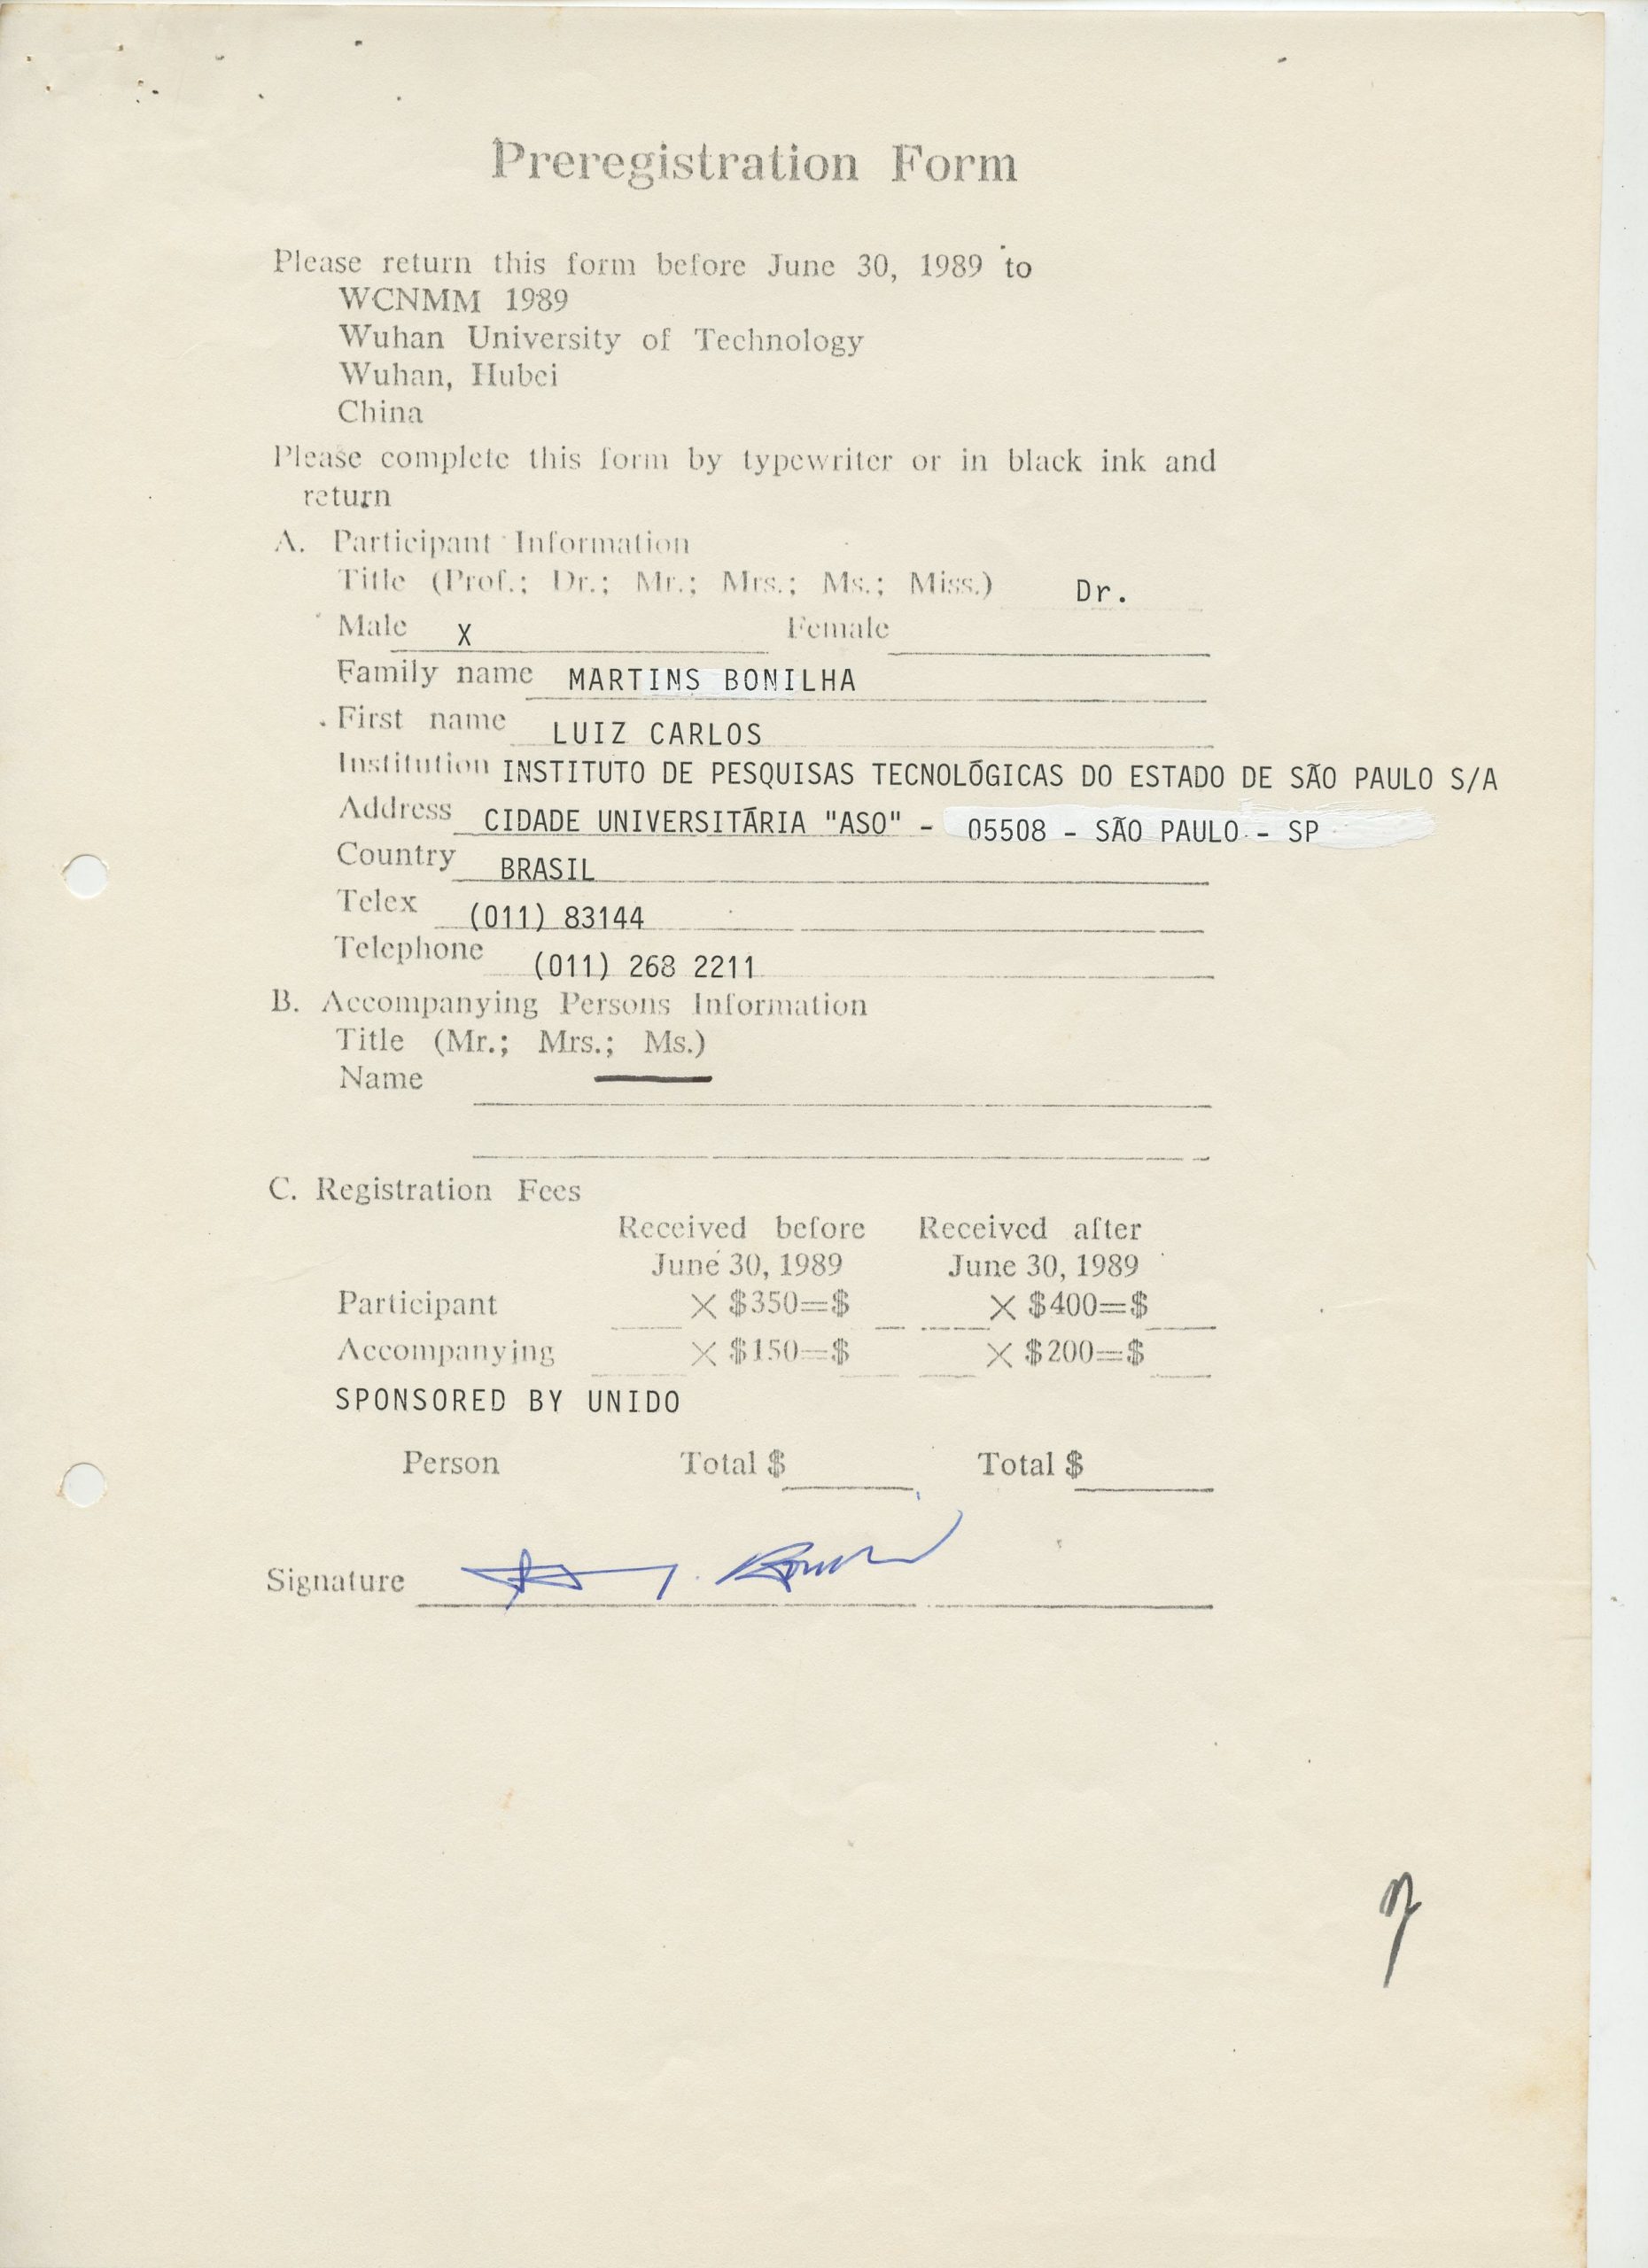 Preregistration Form
Please return this form before June 30, 1989 to
WCNMM 1989
Wuhan University of Technology
Wuhan, Hubei
China
Please complete this form by typewriter or in black ink and
return
A. Participant Information
Title (Prof.; Dr.; Mr.; Mrs.; Ms.; Miss.) Dr.
Male X Female
Family name MARTINS BONILHA
First name LUIZ CARLOS
Institution INSTITUTO DE PESQUISAS TECNOLÓGICAS DO ESTADO DE SÃO PAULO S/A
Address CIDADE UNIVERSITÁRIA "ASO" - 05508 - SÃO PAULO - SP
Country BRASIL
Telex (011) 83144
Telephone (011) 268 2211
B. Accompanying Persons Information
Title (Mr.; Mrs.; Ms.)
Name
C. Registration Fees
Received before Received after
June 30, 1989 June 30, 1989
Participant × $350=$ × $400=$
Accompanying × $150=$ × $200=$
SPONSORED BY UNIDO
Person Total $ Total $
Signature